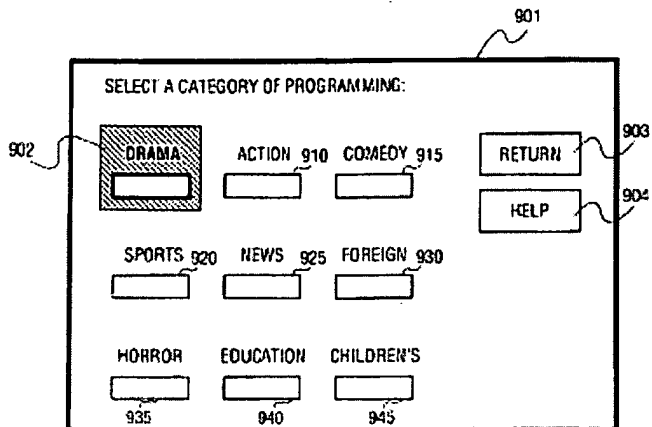 901
SELECT A CATEGORY OF PROGRAMMING:
902
DRAMA
ACTION 910
COMEDY 915
RETURN
903
HELP
904
SPORTS 920
NEWS 925
FOREIGN 930
HORROR
EDUCATION
CHILDREN'S
935
940
945